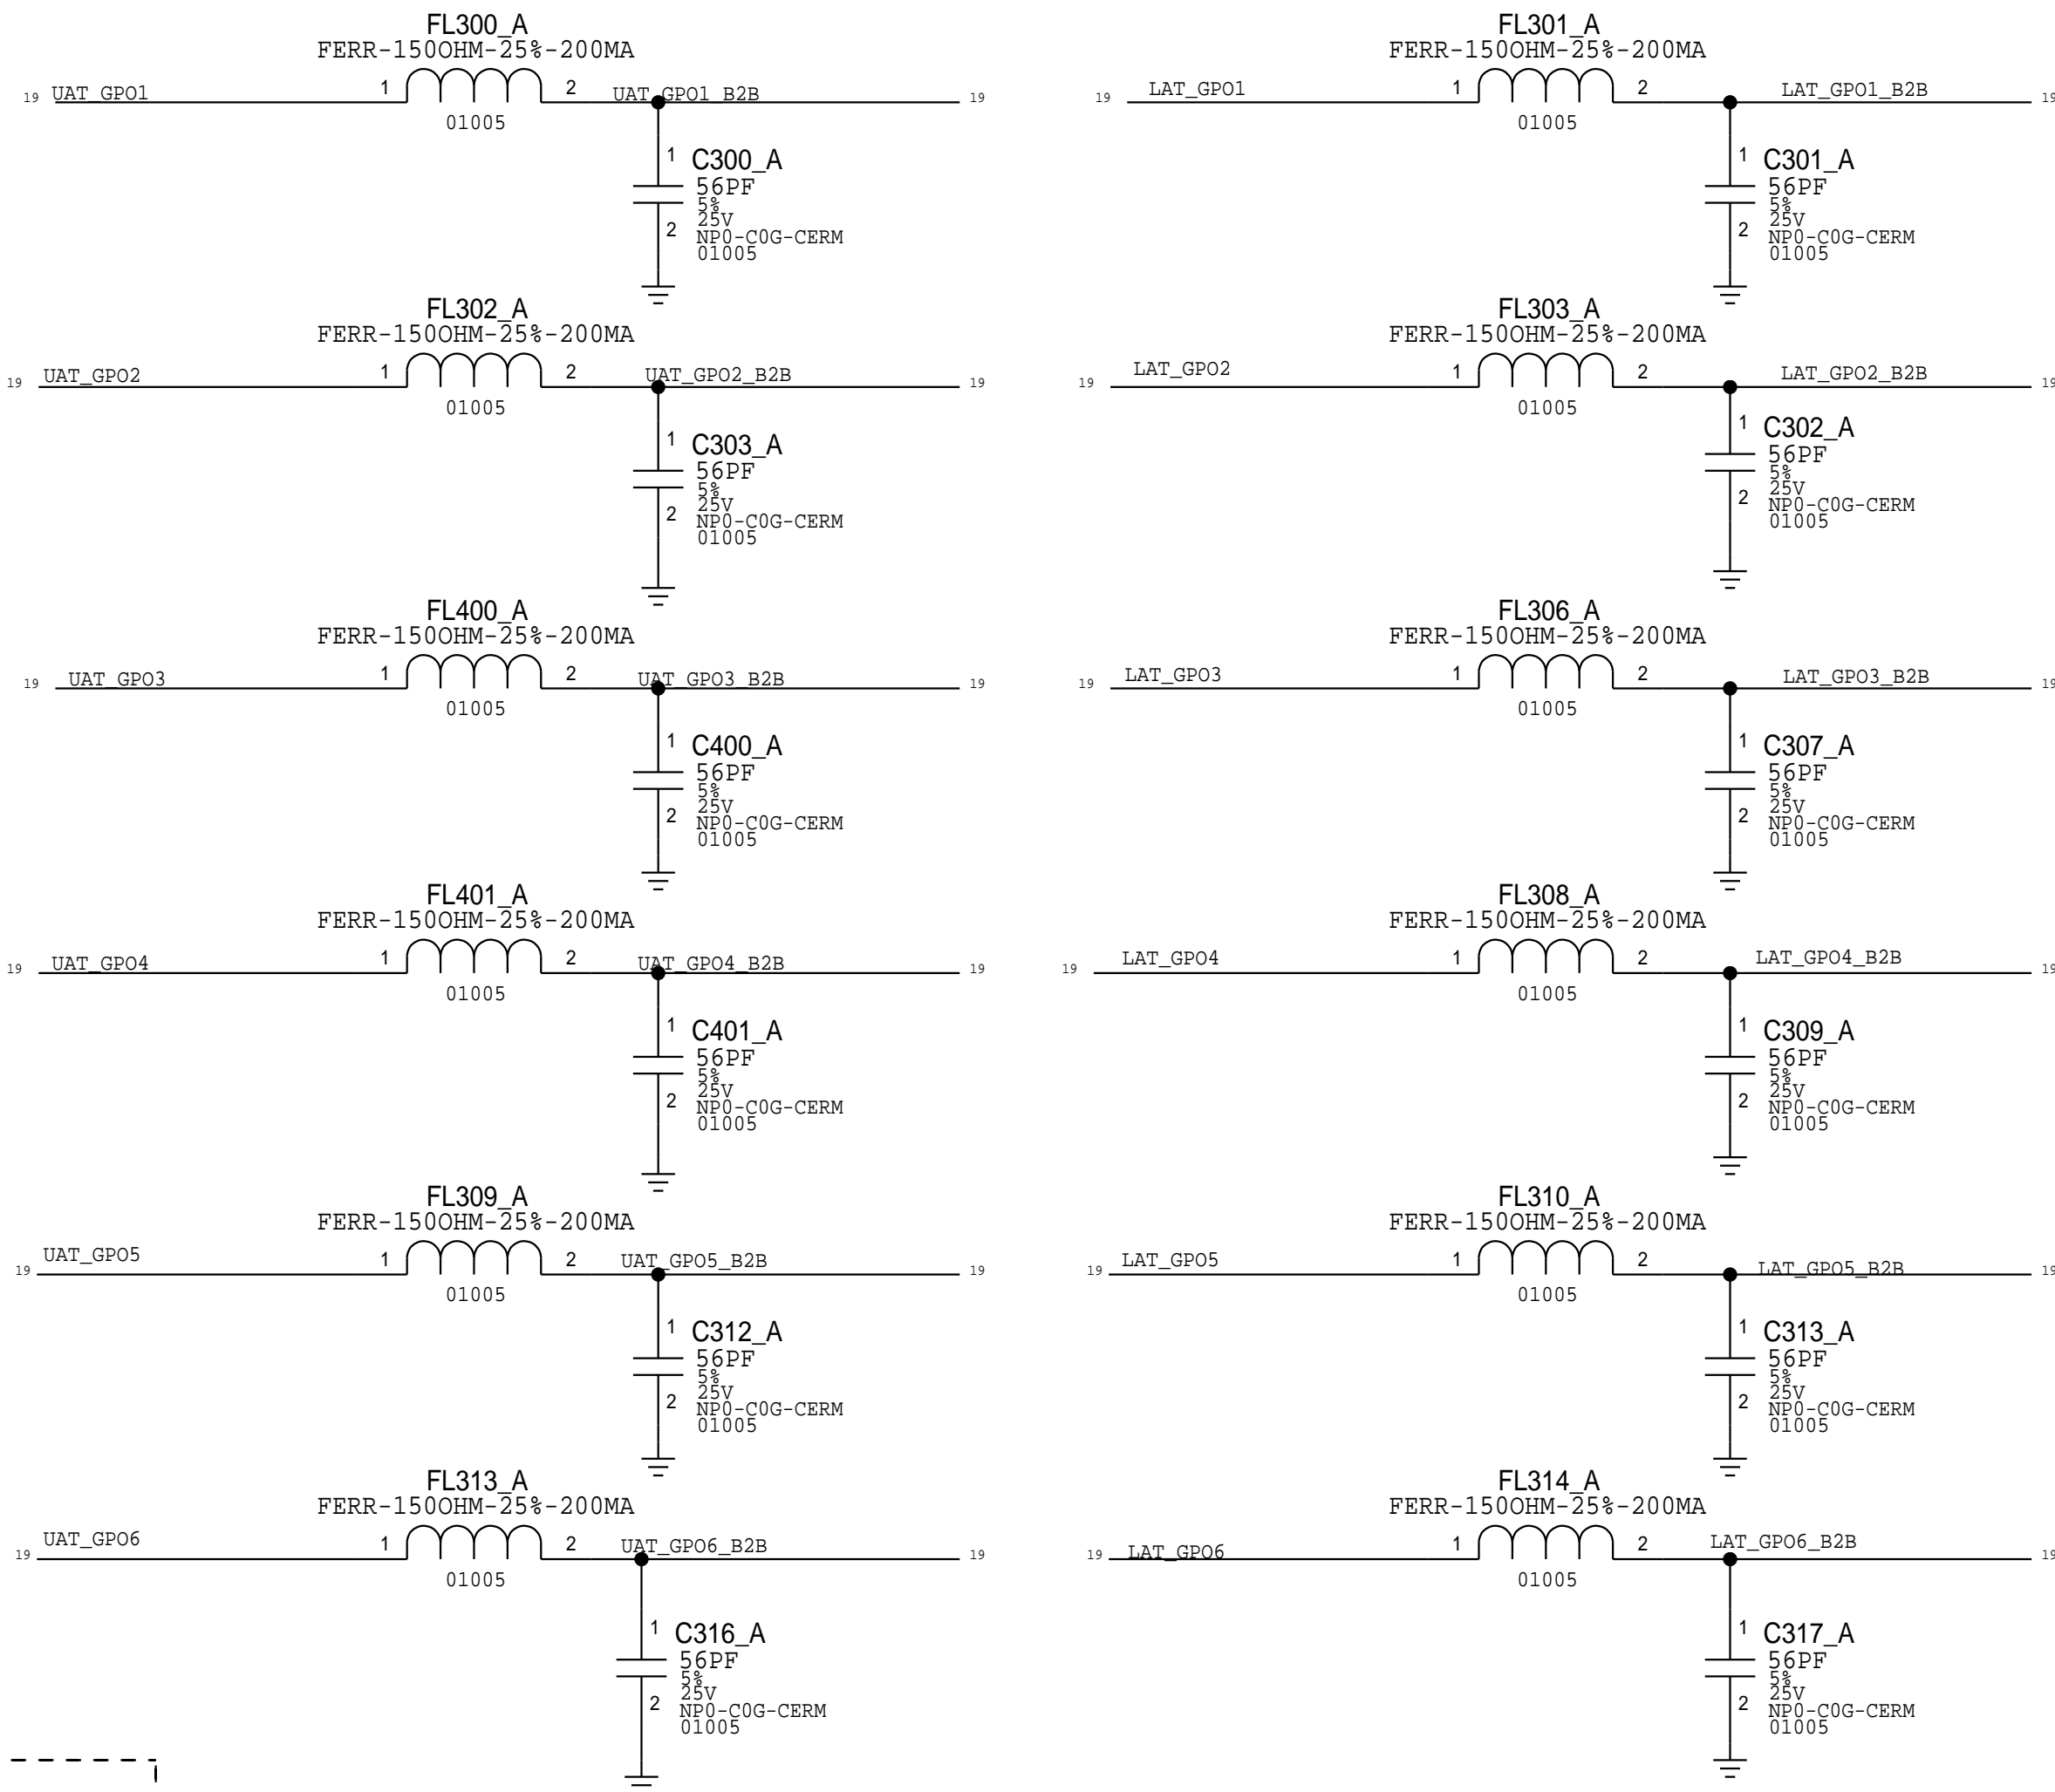 FL300_A
FERR-150OHM-25%-200MA
19 UAT_GPO1 1 2 UAT_GPO1_B2B 19
01005
1 C300_A
56PF
5%
25V
2 NP0-C0G-CERM
01005
FL301_A
FERR-150OHM-25%-200MA
19 LAT_GPO1 1 2 LAT_GPO1_B2B 19
01005
1 C301_A
56PF
5%
25V
2 NP0-C0G-CERM
01005
FL302_A
FERR-150OHM-25%-200MA
19 UAT_GPO2 1 2 UAT_GPO2_B2B 19
01005
1 C303_A
56PF
5%
25V
2 NP0-C0G-CERM
01005
FL303_A
FERR-150OHM-25%-200MA
19 LAT_GPO2 1 2 LAT_GPO2_B2B 19
01005
1 C302_A
56PF
5%
25V
2 NP0-C0G-CERM
01005
FL400_A
FERR-150OHM-25%-200MA
19 UAT_GPO3 1 2 UAT_GPO3_B2B 19
01005
1 C400_A
56PF
5%
25V
2 NP0-C0G-CERM
01005
FL306_A
FERR-150OHM-25%-200MA
19 LAT_GPO3 1 2 LAT_GPO3_B2B 19
01005
1 C307_A
56PF
5%
25V
2 NP0-C0G-CERM
01005
FL401_A
FERR-150OHM-25%-200MA
19 UAT_GPO4 1 2 UAT_GPO4_B2B 19
01005
1 C401_A
56PF
5%
25V
2 NP0-C0G-CERM
01005
FL308_A
FERR-150OHM-25%-200MA
19 LAT_GPO4 1 2 LAT_GPO4_B2B 19
01005
1 C309_A
56PF
5%
25V
2 NP0-C0G-CERM
01005
FL309_A
FERR-150OHM-25%-200MA
19 UAT_GPO5 1 2 UAT_GPO5_B2B 19
01005
1 C312_A
56PF
5%
25V
2 NP0-C0G-CERM
01005
FL310_A
FERR-150OHM-25%-200MA
19 LAT_GPO5 1 2 LAT_GPO5_B2B 19
01005
1 C313_A
56PF
5%
25V
2 NP0-C0G-CERM
01005
FL313_A
FERR-150OHM-25%-200MA
19 UAT_GPO6 1 2 UAT_GPO6_B2B 19
01005
1 C316_A
56PF
5%
25V
2 NP0-C0G-CERM
01005
FL314_A
FERR-150OHM-25%-200MA
19 LAT_GPO6 1 2 LAT_GPO6_B2B 19
01005
1 C317_A
56PF
5%
25V
2 NP0-C0G-CERM
01005